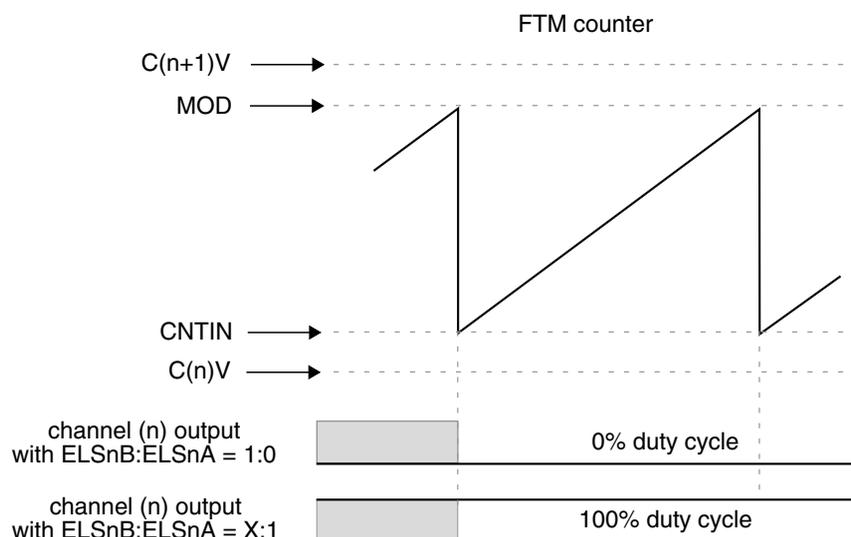 FTM counter
C(n+1)V
MOD
CNTIN
C(n)V
channel (n) output
with ELSnB:ELSnA = 1:0
0% duty cycle
channel (n) output
with ELSnB:ELSnA = X:1
100% duty cycle